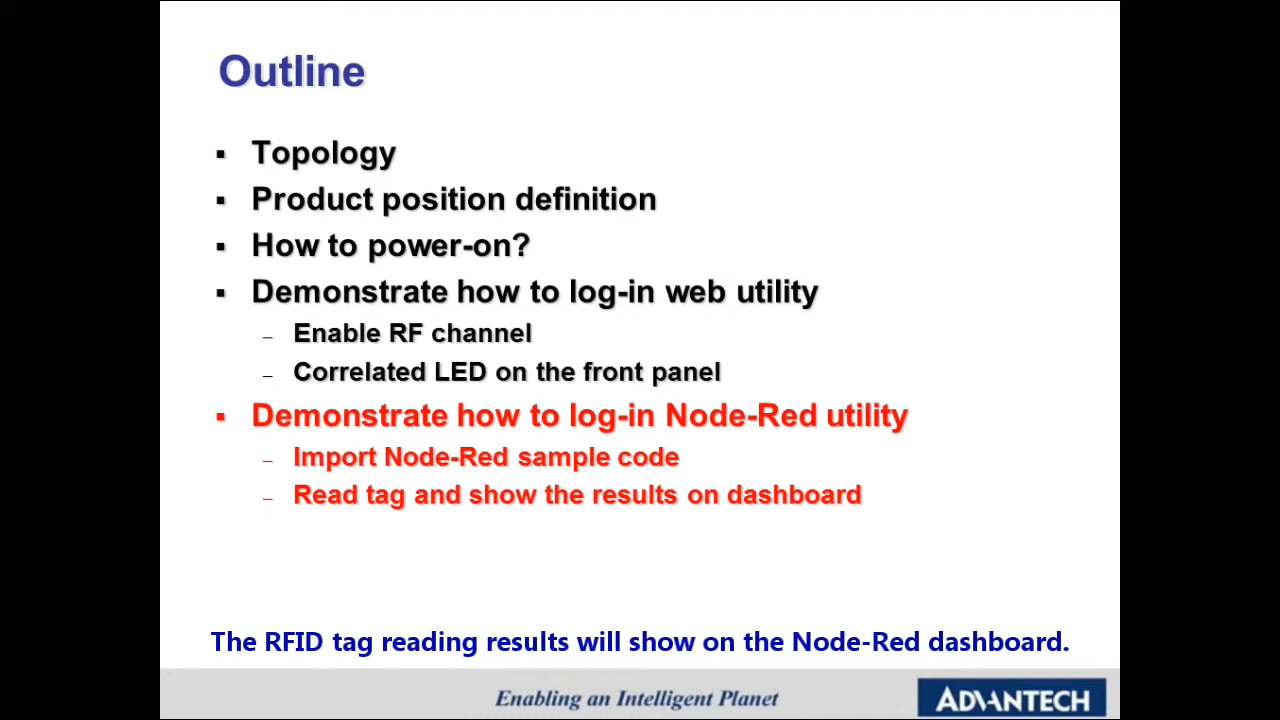 Outline
▪ Topology
▪ Product position definition
▪ How to power-on?
▪ Demonstrate how to log-in web utility
– Enable RF channel
– Correlated LED on the front panel
▪ Demonstrate how to log-in Node-Red utility
– Import Node-Red sample code
– Read tag and show the results on dashboard
The RFID tag reading results will show on the Node-Red dashboard.
Enabling an Intelligent Planet
ADVANTECH